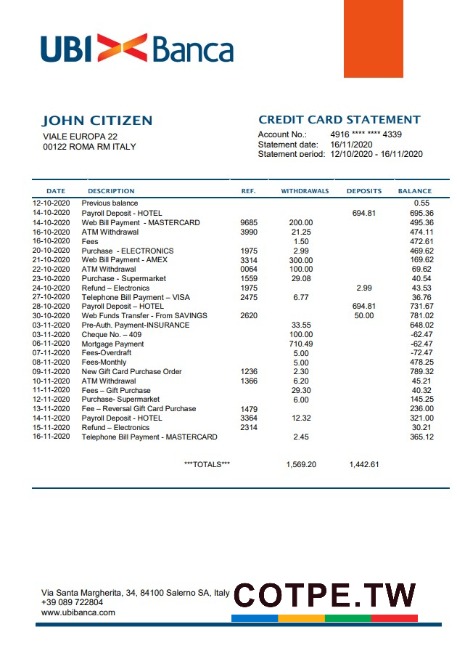 UBI Banca
JOHN CITIZEN
VIALE EUROPA 22
00122 ROMA RM ITALY
CREDIT CARD STATEMENT
Account No.: 4916 **** **** 4339
Statement date: 16/11/2020
Statement period: 12/10/2020 - 16/11/2020
DATE DESCRIPTION REF. WITHDRAWALS DEPOSITS BALANCE
12-10-2020 Previous balance 0.55
14-10-2020 Payroll Deposit - HOTEL 694.81 695.36
14-10-2020 Web Bill Payment - MASTERCARD 9685 200.00 495.36
16-10-2020 ATM Withdrawal 3990 21.25 474.11
16-10-2020 Fees 1.50 472.61
20-10-2020 Purchase - ELECTRONICS 1975 2.99 469.62
21-10-2020 Web Bill Payment - AMEX 3314 300.00 169.62
22-10-2020 ATM Withdrawal 0064 100.00 69.62
23-10-2020 Purchase - Supermarket 1559 29.08 40.54
24-10-2020 Refund – Electronics 1975 2.99 43.53
27-10-2020 Telephone Bill Payment – VISA 2475 6.77 36.76
28-10-2020 Payroll Deposit – HOTEL 694.81 731.67
30-10-2020 Web Funds Transfer - From SAVINGS 2620 50.00 781.02
03-11-2020 Pre-Auth. Payment-INSURANCE 33.55 648.02
03-11-2020 Cheque No. – 409 100.00 -62.47
06-11-2020 Mortgage Payment 710.49 -62.47
07-11-2020 Fees-Overdraft 5.00 -72.47
08-11-2020 Fees-Monthly 5.00 478.25
09-11-2020 New Gift Card Purchase Order 1236 2.30 789.32
10-11-2020 ATM Withdrawal 1366 6.20 45.21
11-11-2020 Fees – Gift Purchase 29.30 40.32
12-11-2020 Purchase- Supermarket 6.00 145.25
13-11-2020 Fee – Reversal Gift Card Purchase 1479 236.00
14-11-2020 Payroll Deposit - HOTEL 3364 12.32 321.00
15-11-2020 Refund – Electronics 2314 30.21
16-11-2020 Telephone Bill Payment - MASTERCARD 2.45 365.12
***TOTALS*** 1,569.20 1,442.61
Via Santa Margherita, 34, 84100 Salerno SA, Italy
+39 089 722804
www.ubibanca.com
COTPE.TW